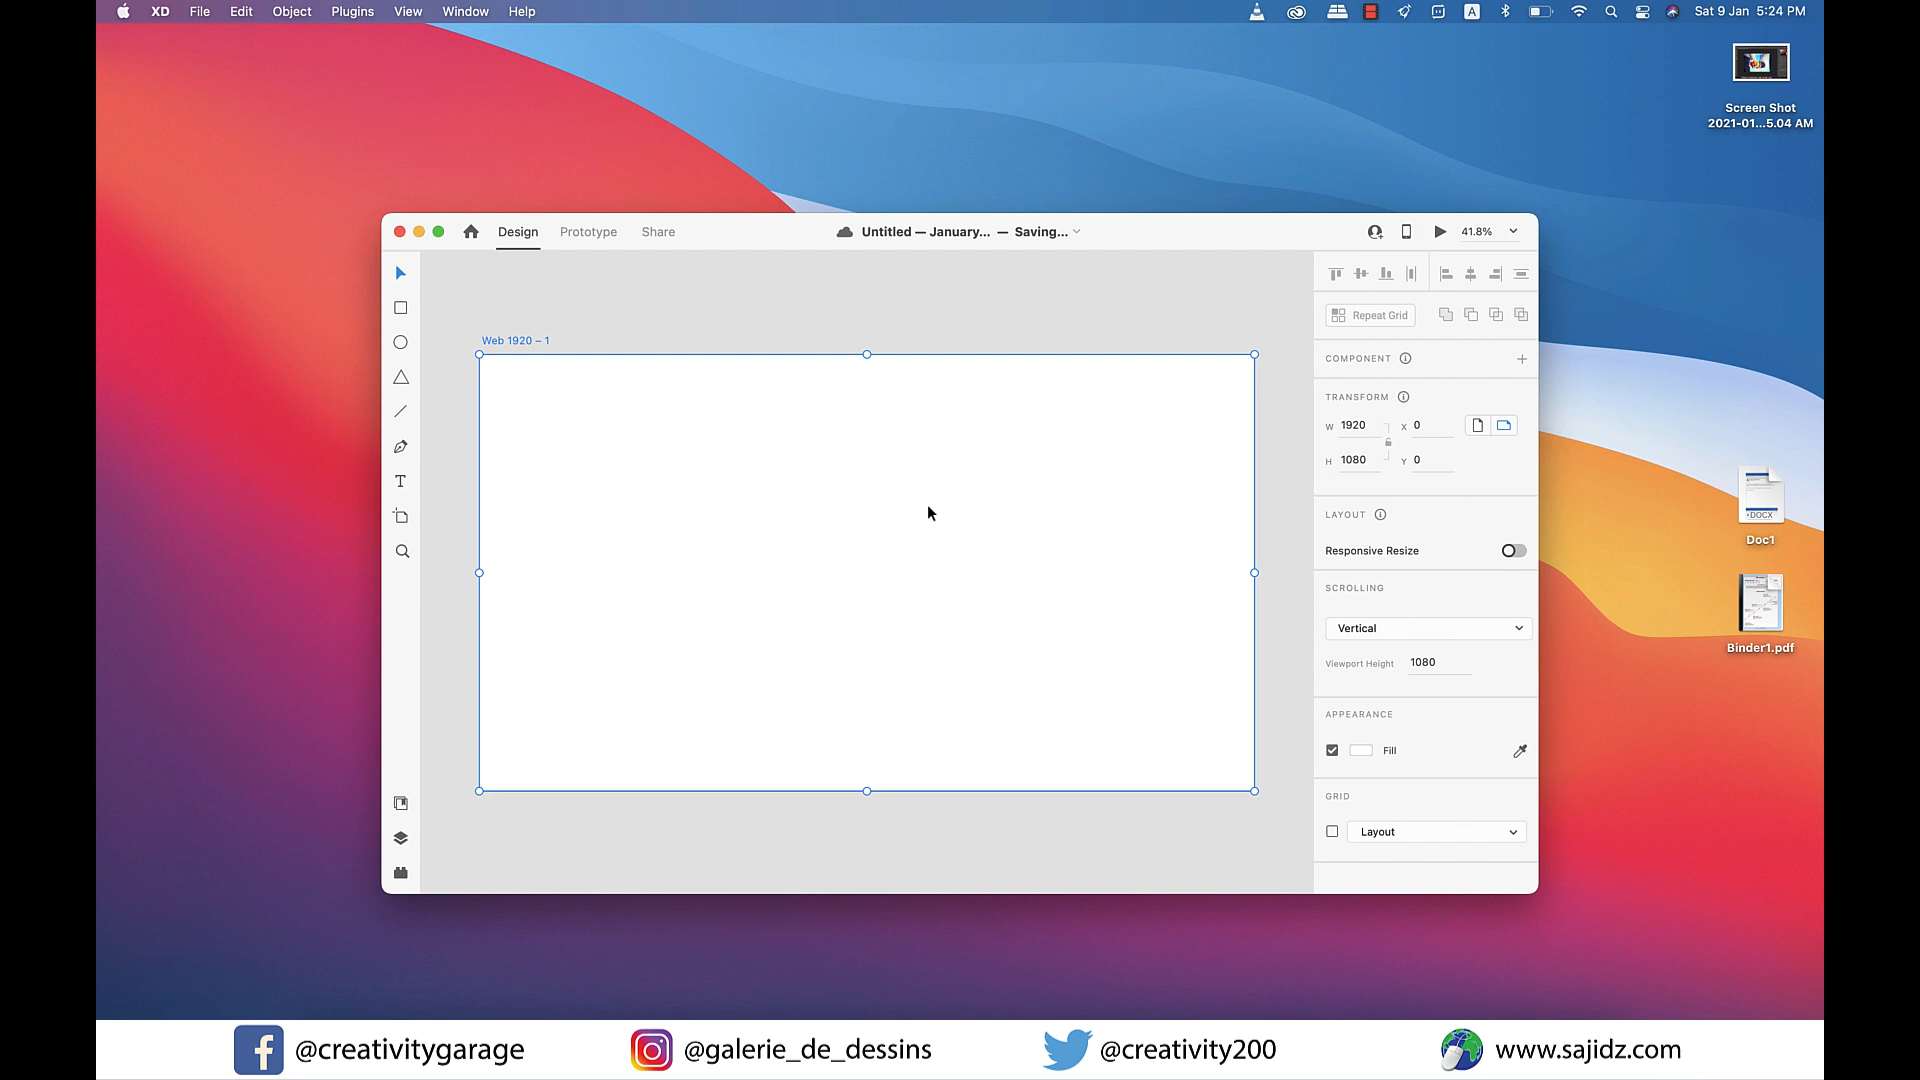 XD File Edit Object Plugins View Window Help
A
Sat 9 Jan 5:24 PM
Screen Shot
2021-01...5.04 AM
Design Prototype Share
Untitled — January... — Saving...
41.8%
Repeat Grid
COMPONENT
TRANSFORM
W 1920 X 0
H 1080 Y 0
LAYOUT
Responsive Resize
SCROLLING
Vertical
Viewport Height 1080
APPEARANCE
Fill
GRID
Layout
Web 1920 – 1
T
DOCX
Doc1
Binder1.pdf
@creativitygarage
@galerie_de_dessins
@creativity200
www.sajidz.com